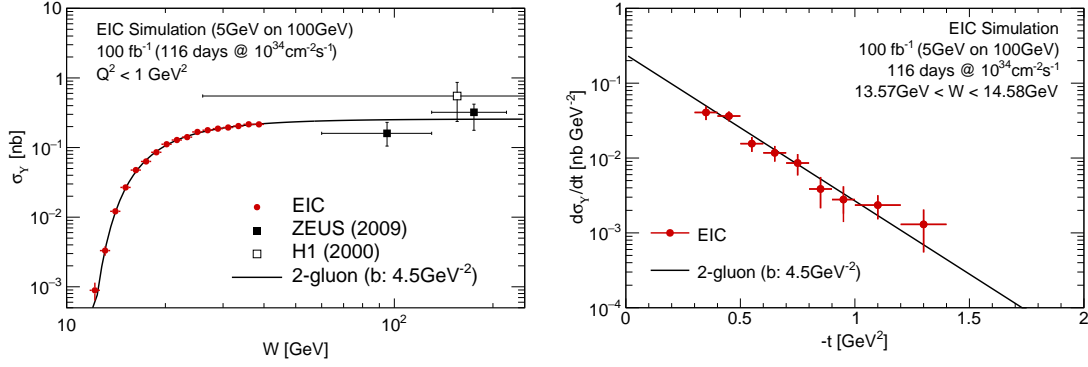 EIC Simulation (5GeV on 100GeV)
100 fb⁻¹ (116 days @ 10³⁴cm⁻²s⁻¹)
Q² < 1 GeV²
10
1
10⁻¹
10⁻²
10⁻³
σγ [nb]
EIC
ZEUS (2009)
H1 (2000)
2-gluon (b: 4.5GeV⁻²)
10
10²
W [GeV]
EIC Simulation
100 fb⁻¹ (5GeV on 100GeV)
116 days @ 10³⁴cm⁻²s⁻¹
13.57GeV < W < 14.58GeV
1
10⁻¹
10⁻²
10⁻³
10⁻⁴
dσγ/dt [nb GeV⁻²]
EIC
2-gluon (b: 4.5GeV⁻²)
0
0.5
1
1.5
2
-t [GeV²]